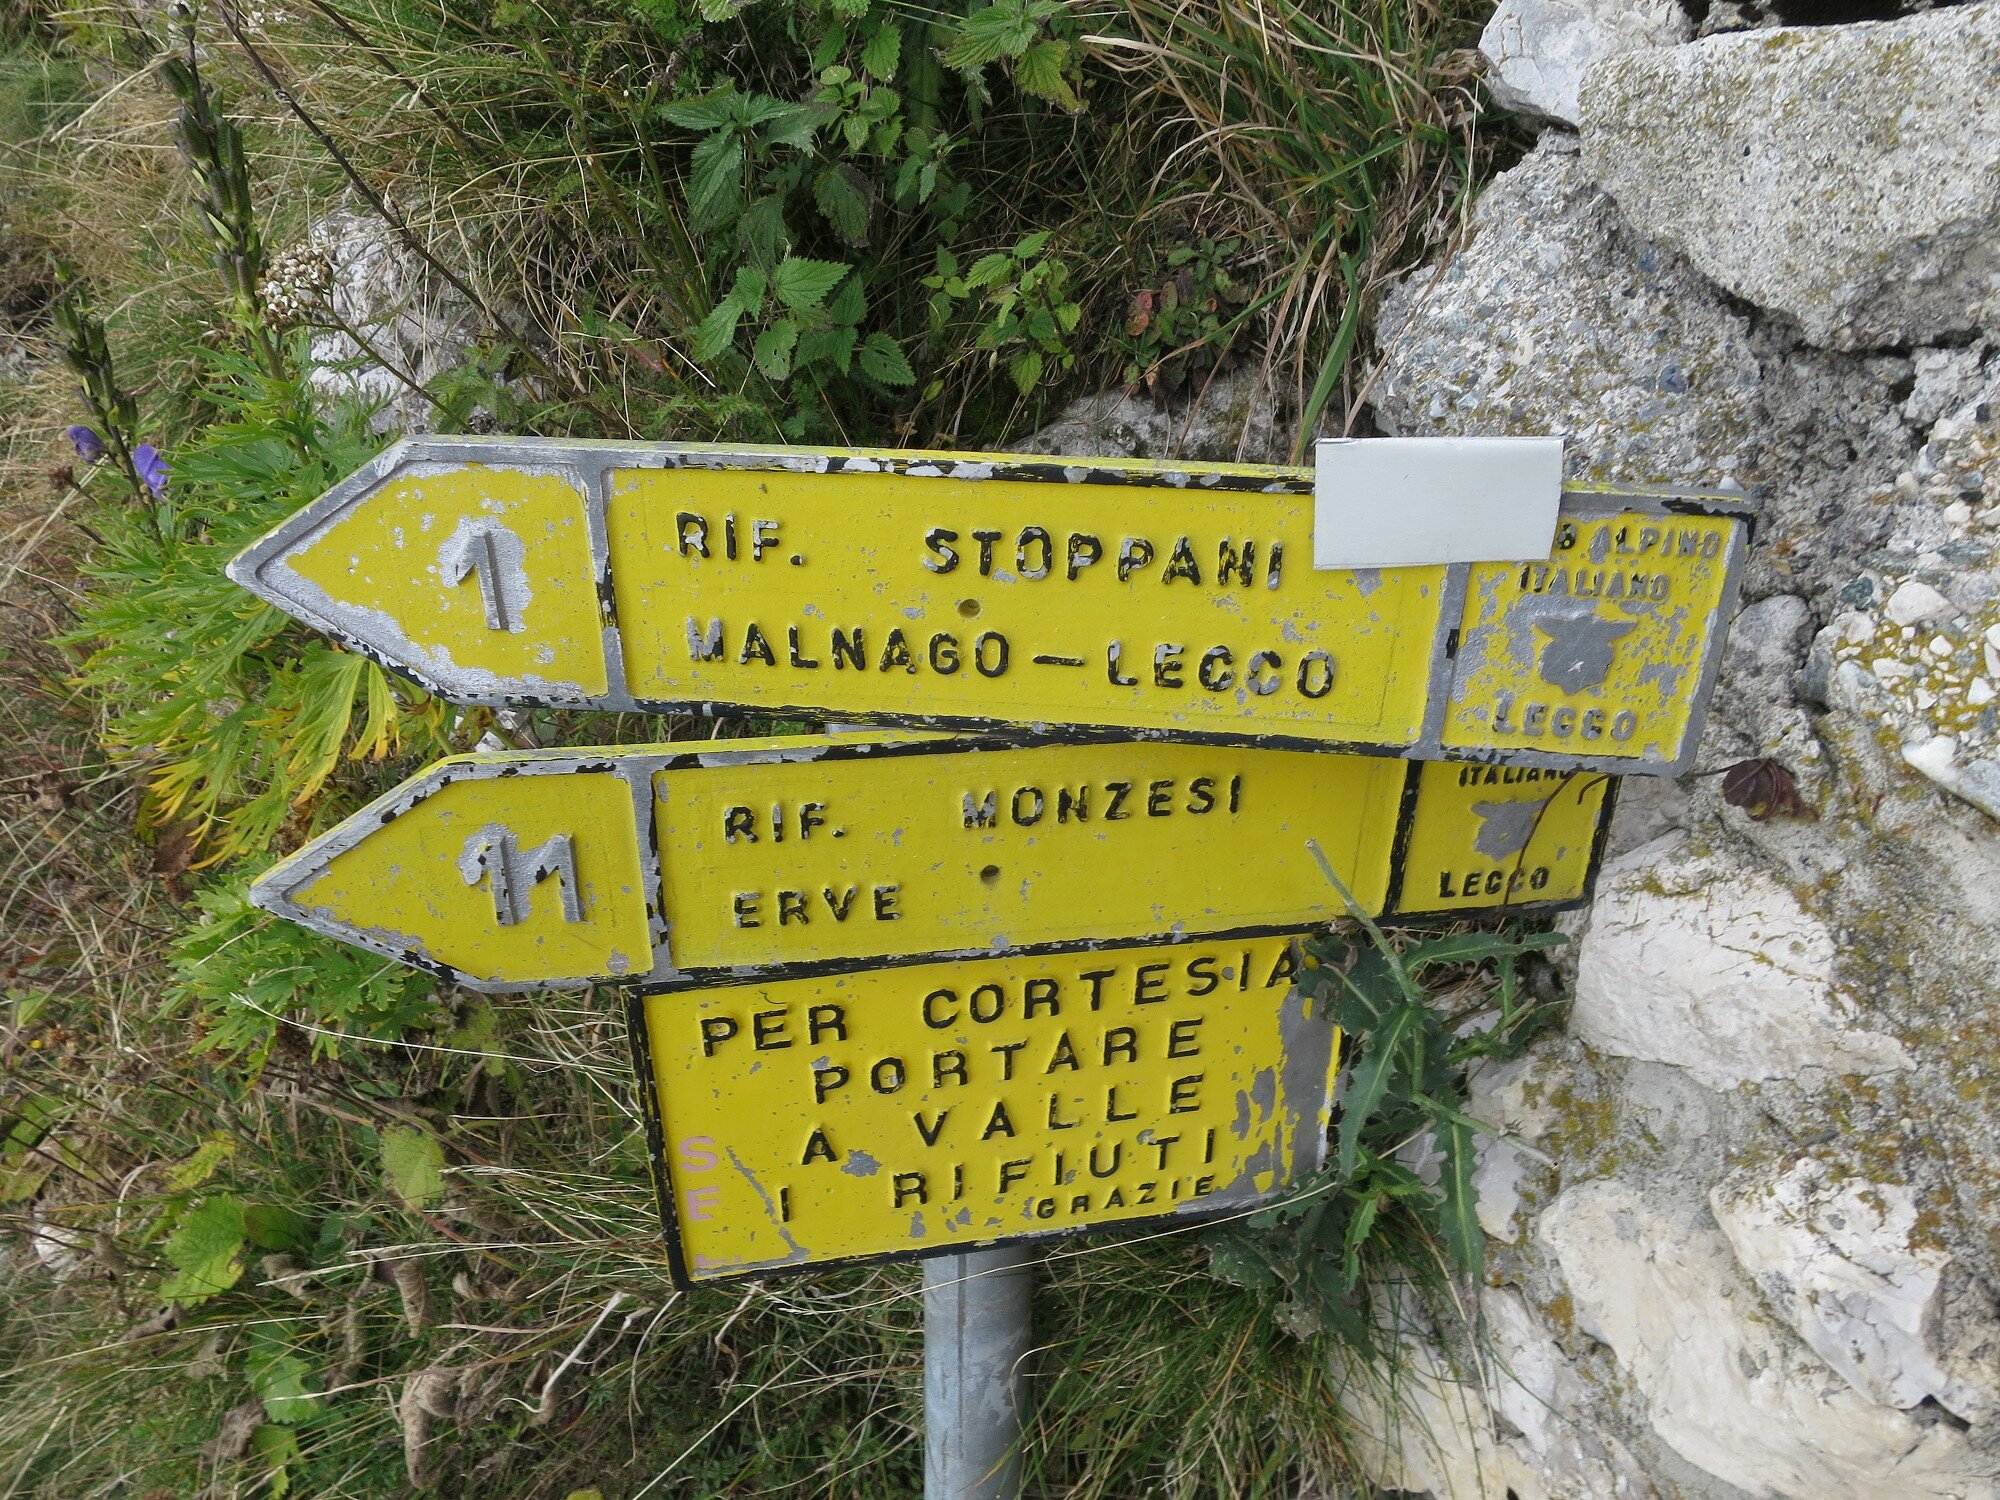 1
RIF. STOPPANI
MALNAGO — LECCO
ALPINO
ITALIANO
LECCO
11
RIF. MONZESI
ERVE
ITALIANO
LECCO
PER CORTESIA
PORTARE
A VALLE
I RIFIUTI
GRAZIE
SEL